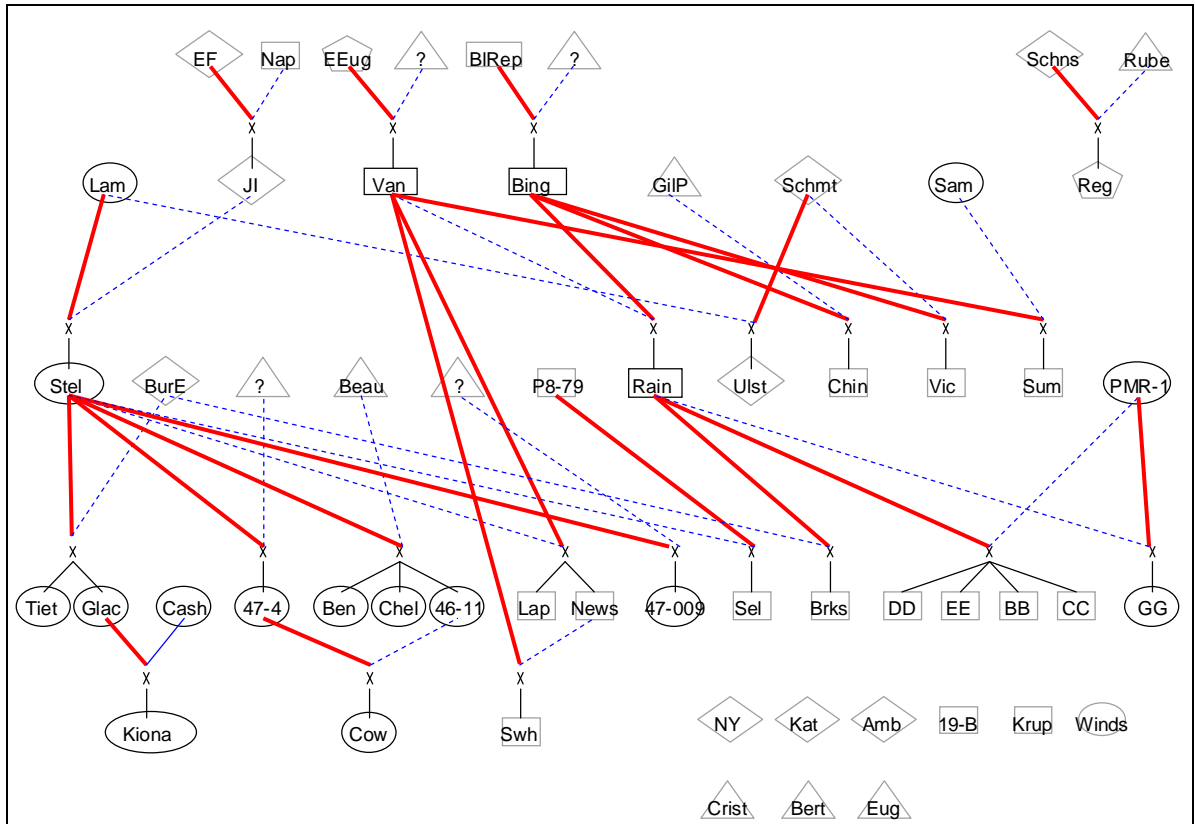 EF Nap EEug ? BlRep ? Schns Rube
X X X X
Lam JI Van Bing GilP Schmt Sam Reg
X X X X X X
Stel BurE ? Beau ? P8-79 Rain Ulst Chin Vic Sum PMR-1
X X X X X X X X X
Tiet Glac Cash 47-4 Ben Chel 46-11 Lap News 47-009 Sel Brks DD EE BB CC GG
X X X
Kiona Cow Swh NY Kat Amb 19-B Krup Winds
Crist Bert Eug